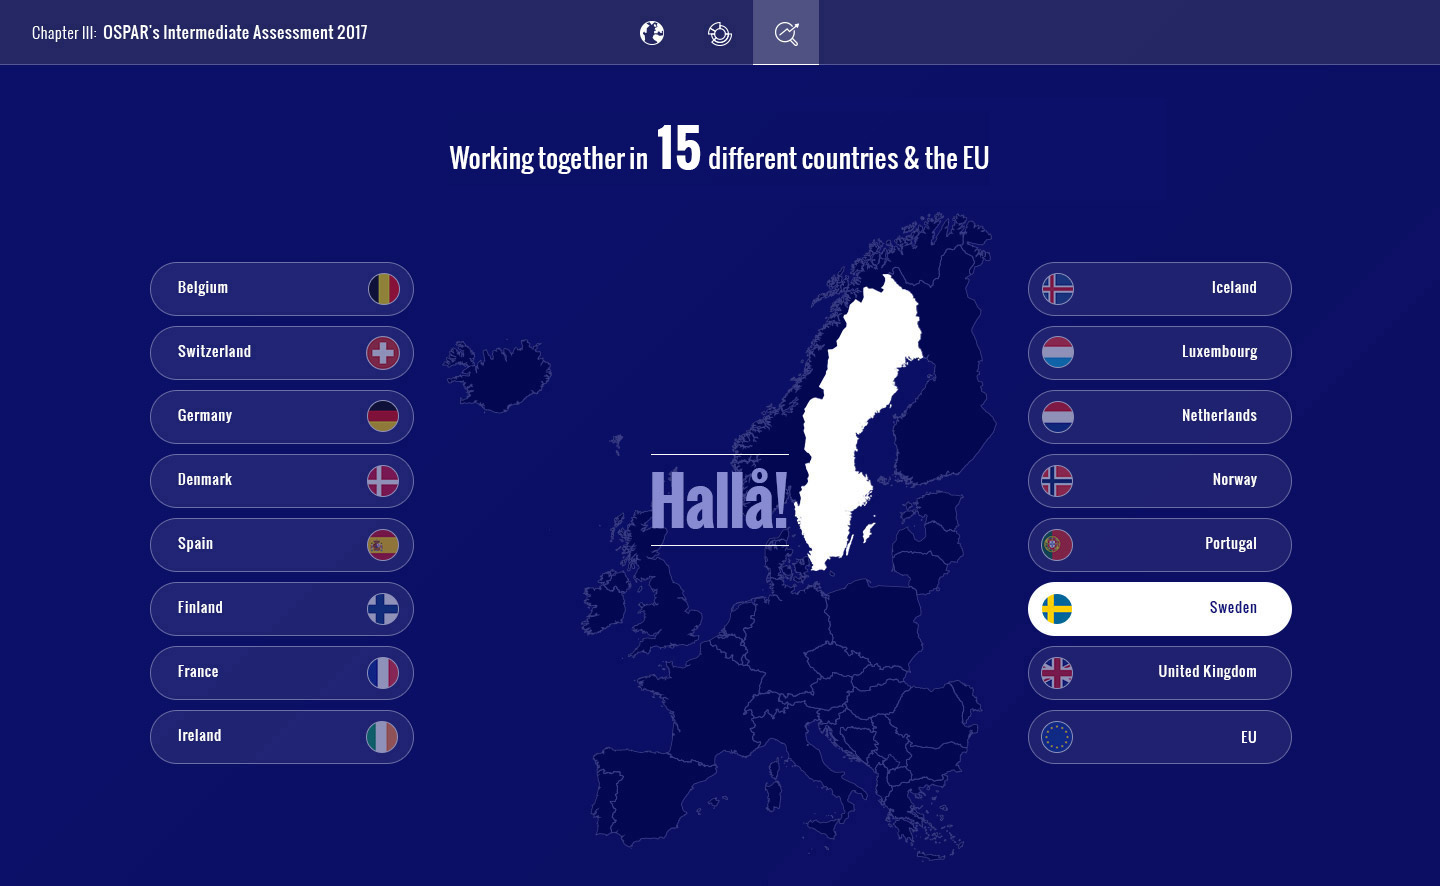 Chapter III: OSPAR's Intermediate Assessment 2017
Working together in 15 different countries & the EU
Belgium
Switzerland
Germany
Denmark
Spain
Finland
France
Ireland
Hallå!
Iceland
Luxembourg
Netherlands
Norway
Portugal
Sweden
United Kingdom
EU